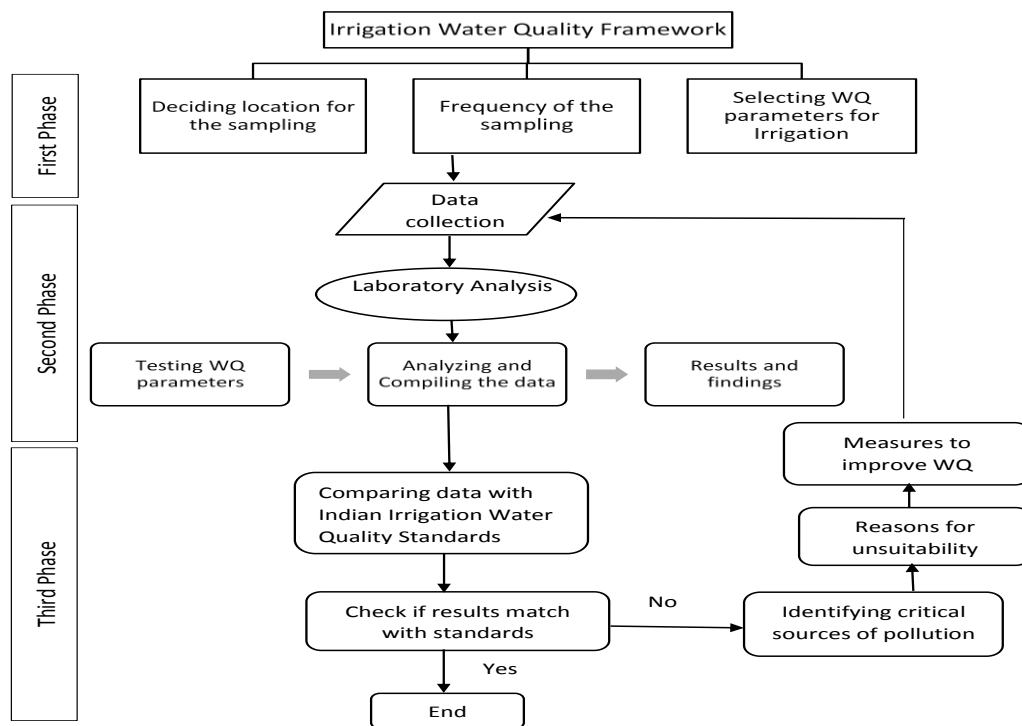 Irrigation Water Quality Framework
First Phase
Deciding location for
the sampling
Frequency of the
sampling
Selecting WQ
parameters for
Irrigation
Second Phase
Data
collection
Laboratory Analysis
Testing WQ
parameters
Analyzing and
Compiling the data
Results and
findings
Third Phase
Measures to
improve WQ
Comparing data with
Indian Irrigation Water
Quality Standards
Reasons for
unsuitability
Check if results match
with standards
No
Identifying critical
sources of pollution
Yes
End